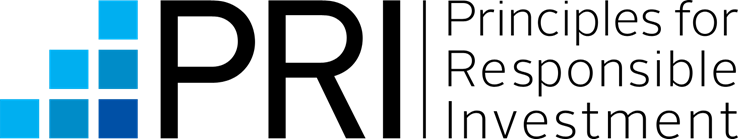 PRI
Principles for
Responsible
Investment